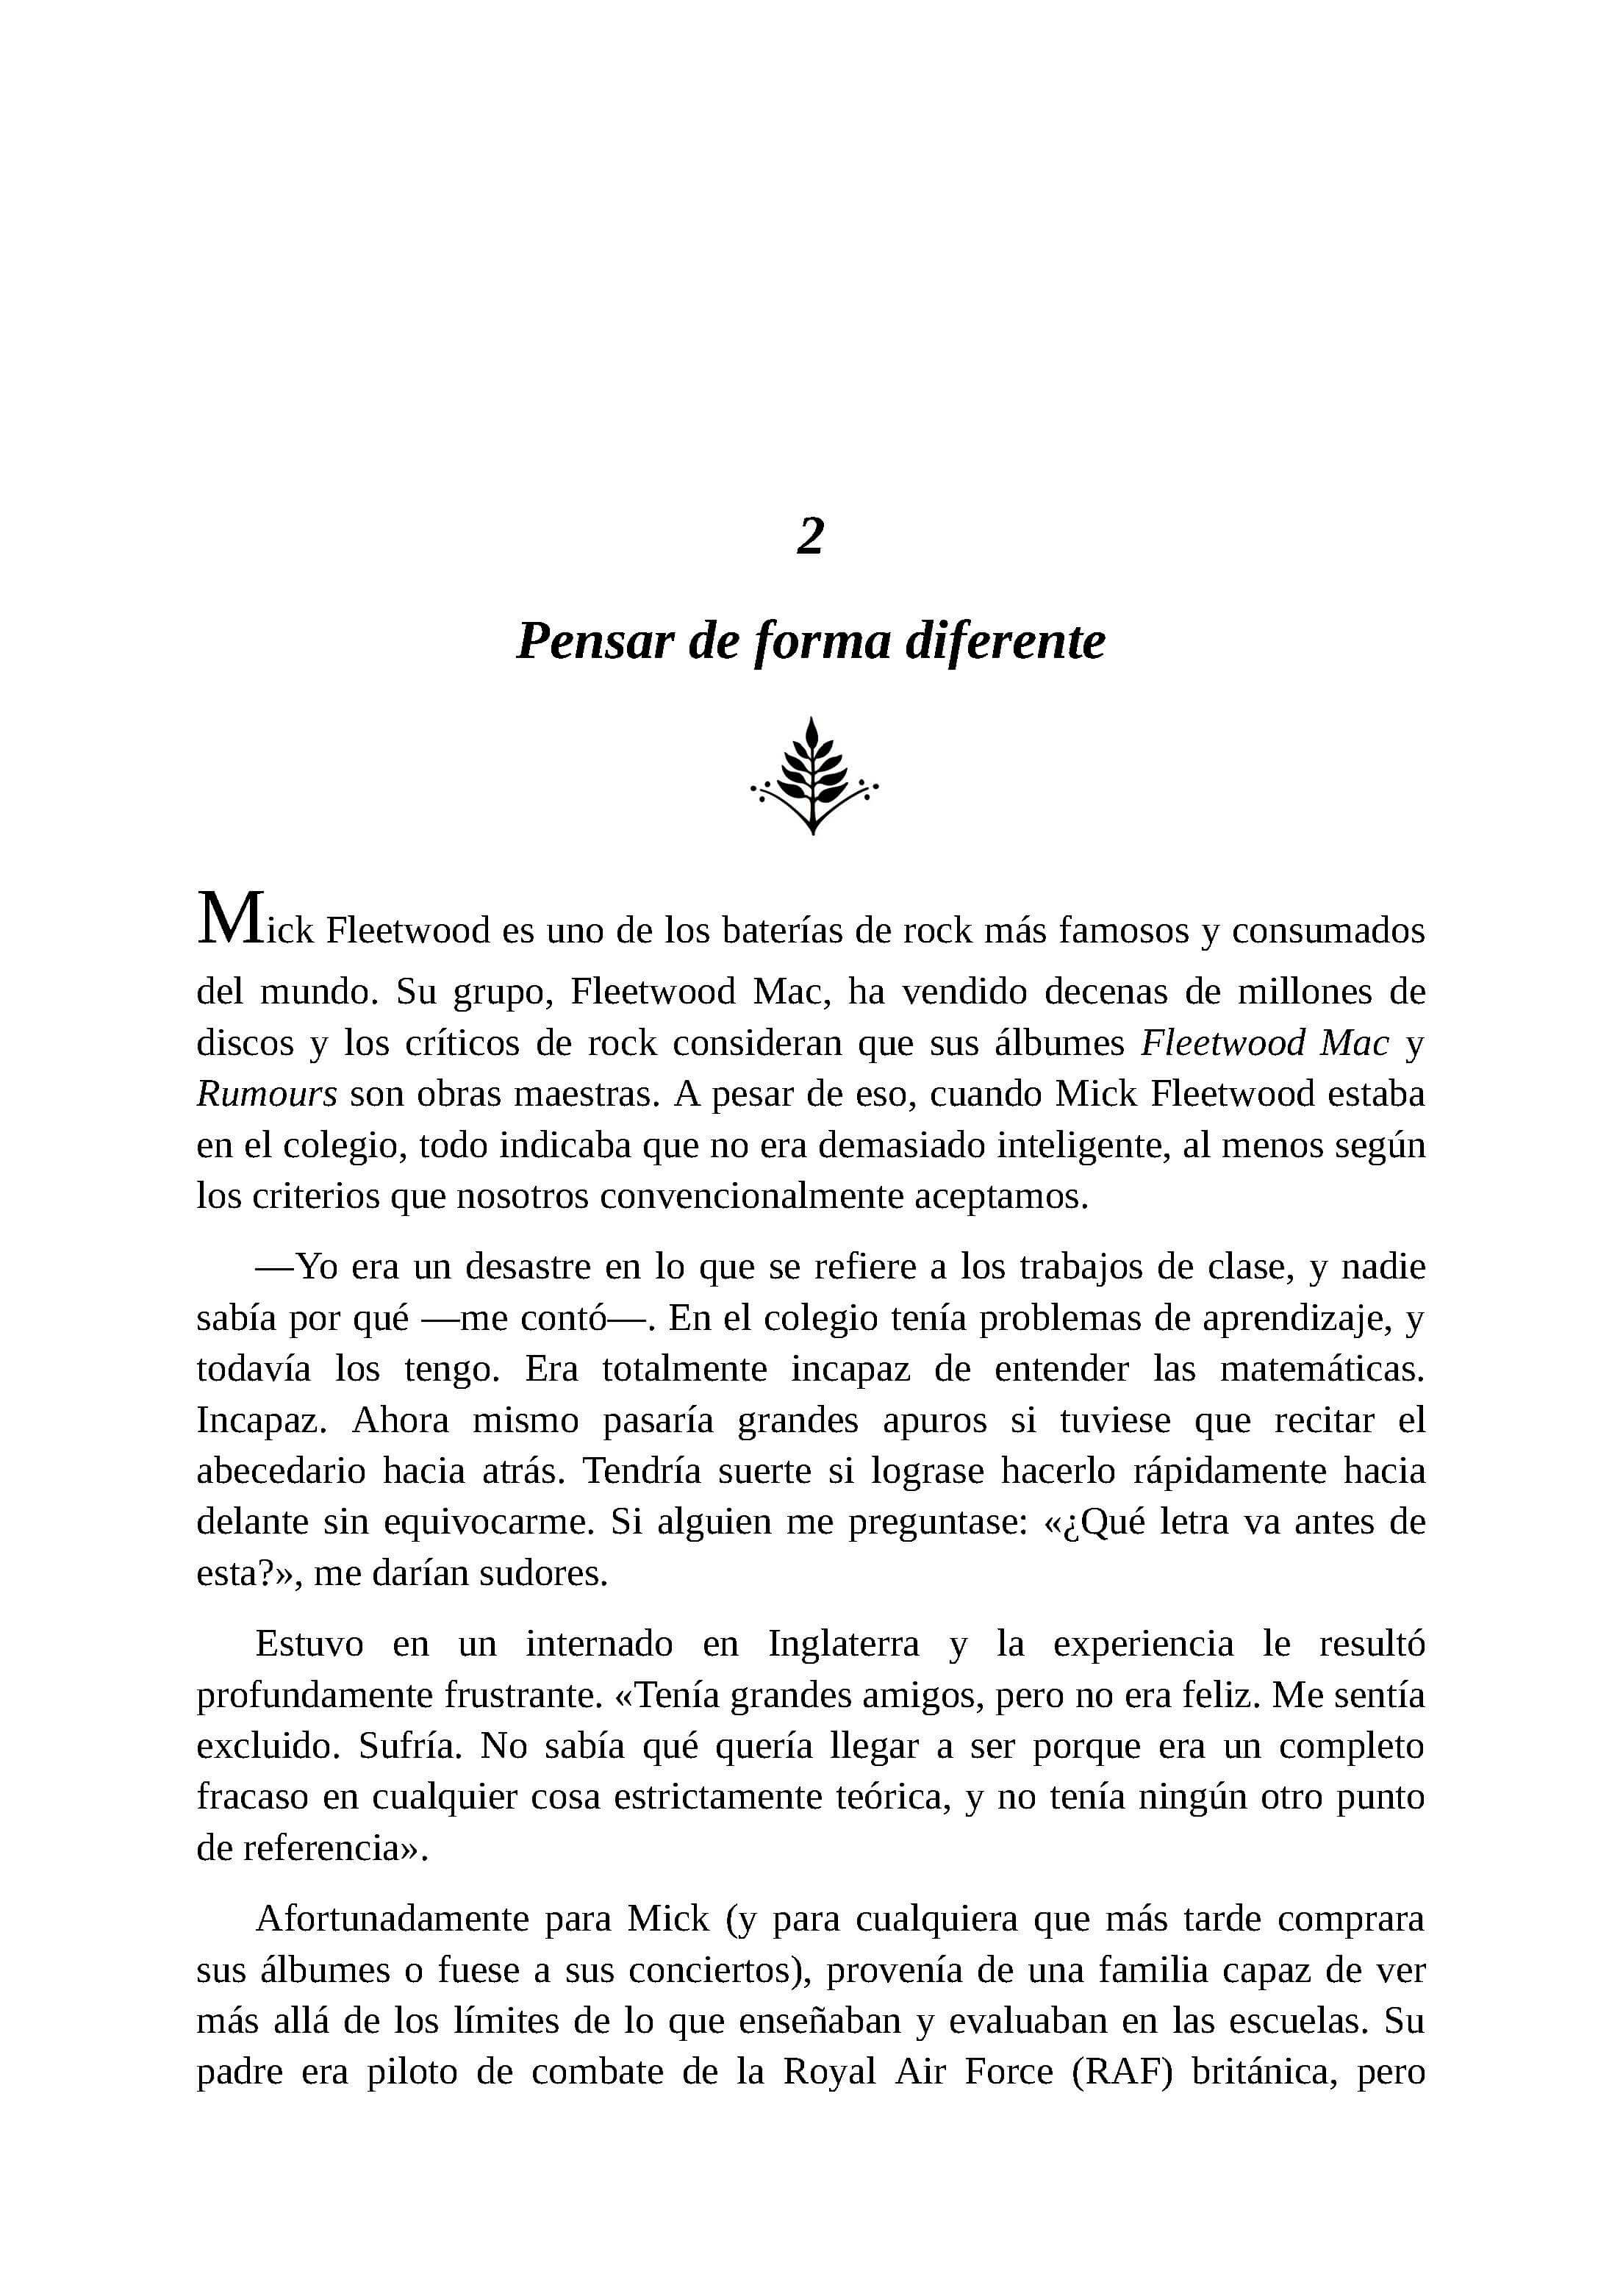 2
Pensar de forma diferente
Mick Fleetwood es uno de los baterías de rock más famosos y consumados
del mundo. Su grupo, Fleetwood Mac, ha vendido decenas de millones de
discos y los críticos de rock consideran que sus álbumes Fleetwood Mac y
Rumours son obras maestras. A pesar de eso, cuando Mick Fleetwood estaba
en el colegio, todo indicaba que no era demasiado inteligente, al menos según
los criterios que nosotros convencionalmente aceptamos.
—Yo era un desastre en lo que se refiere a los trabajos de clase, y nadie
sabía por qué —me contó—. En el colegio tenía problemas de aprendizaje, y
todavía los tengo. Era totalmente incapaz de entender las matemáticas.
Incapaz. Ahora mismo pasaría grandes apuros si tuviese que recitar el
abecedario hacia atrás. Tendría suerte si lograse hacerlo rápidamente hacia
delante sin equivocarme. Si alguien me preguntase: «¿Qué letra va antes de
esta?», me darían sudores.
Estuvo en un internado en Inglaterra y la experiencia le resultó
profundamente frustrante. «Tenía grandes amigos, pero no era feliz. Me sentía
excluido. Sufría. No sabía qué quería llegar a ser porque era un completo
fracaso en cualquier cosa estrictamente teórica, y no tenía ningún otro punto
de referencia».
Afortunadamente para Mick (y para cualquiera que más tarde comprara
sus álbumes o fuese a sus conciertos), provenía de una familia capaz de ver
más allá de los límites de lo que enseñaban y evaluaban en las escuelas. Su
padre era piloto de combate de la Royal Air Force (RAF) británica, pero